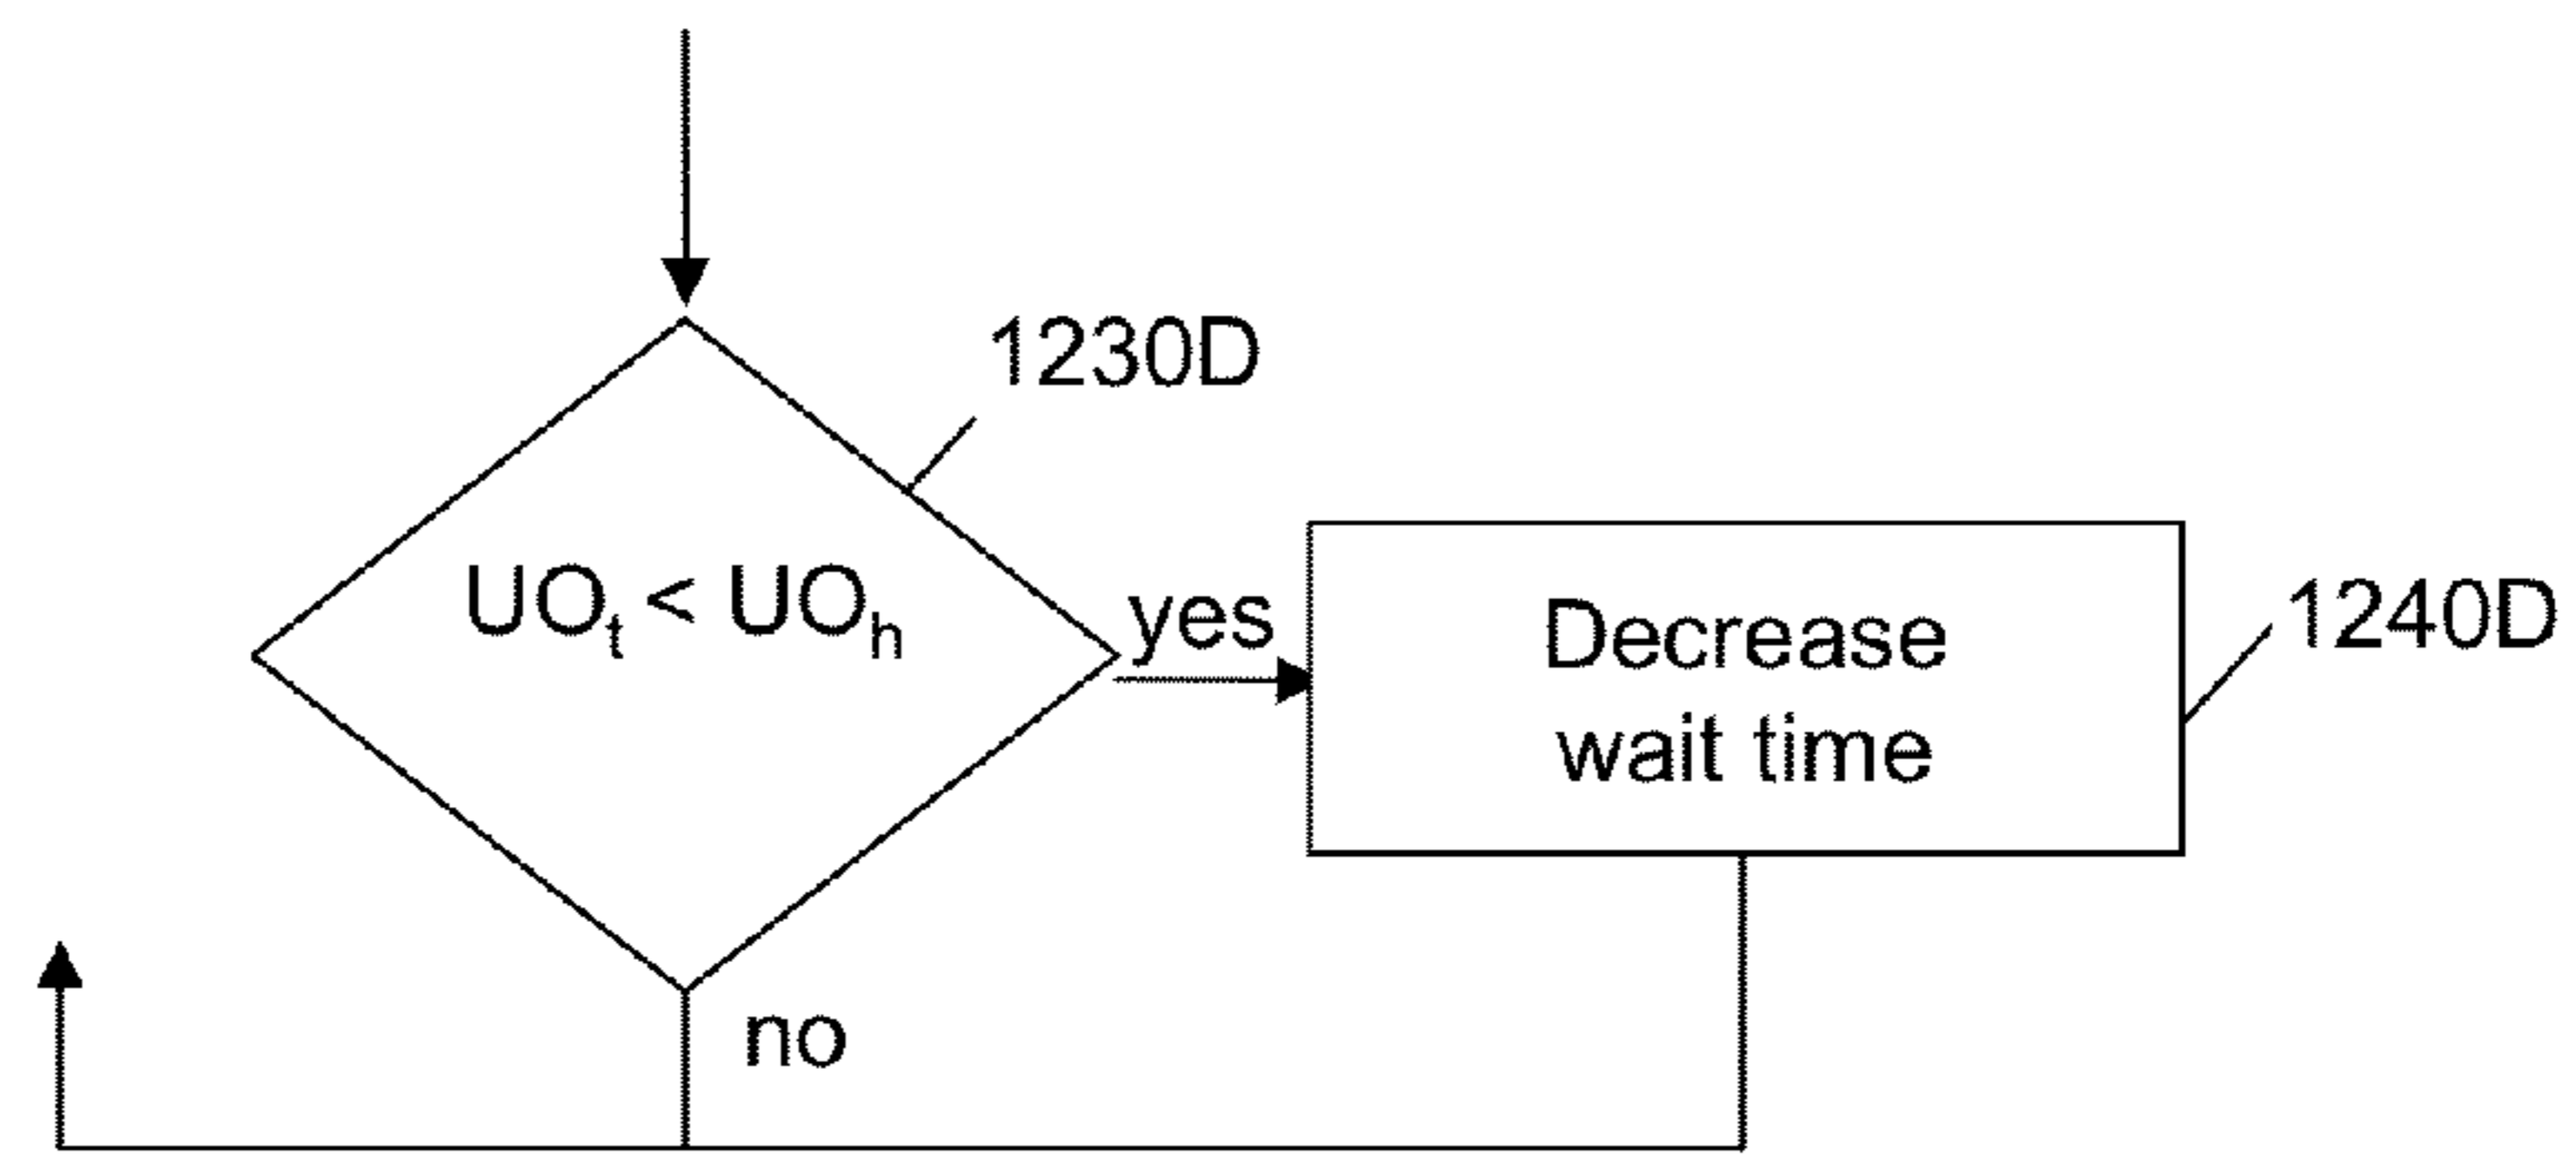 1230D
UOₜ < UOₕ
yes
Decrease
wait time
1240D
no